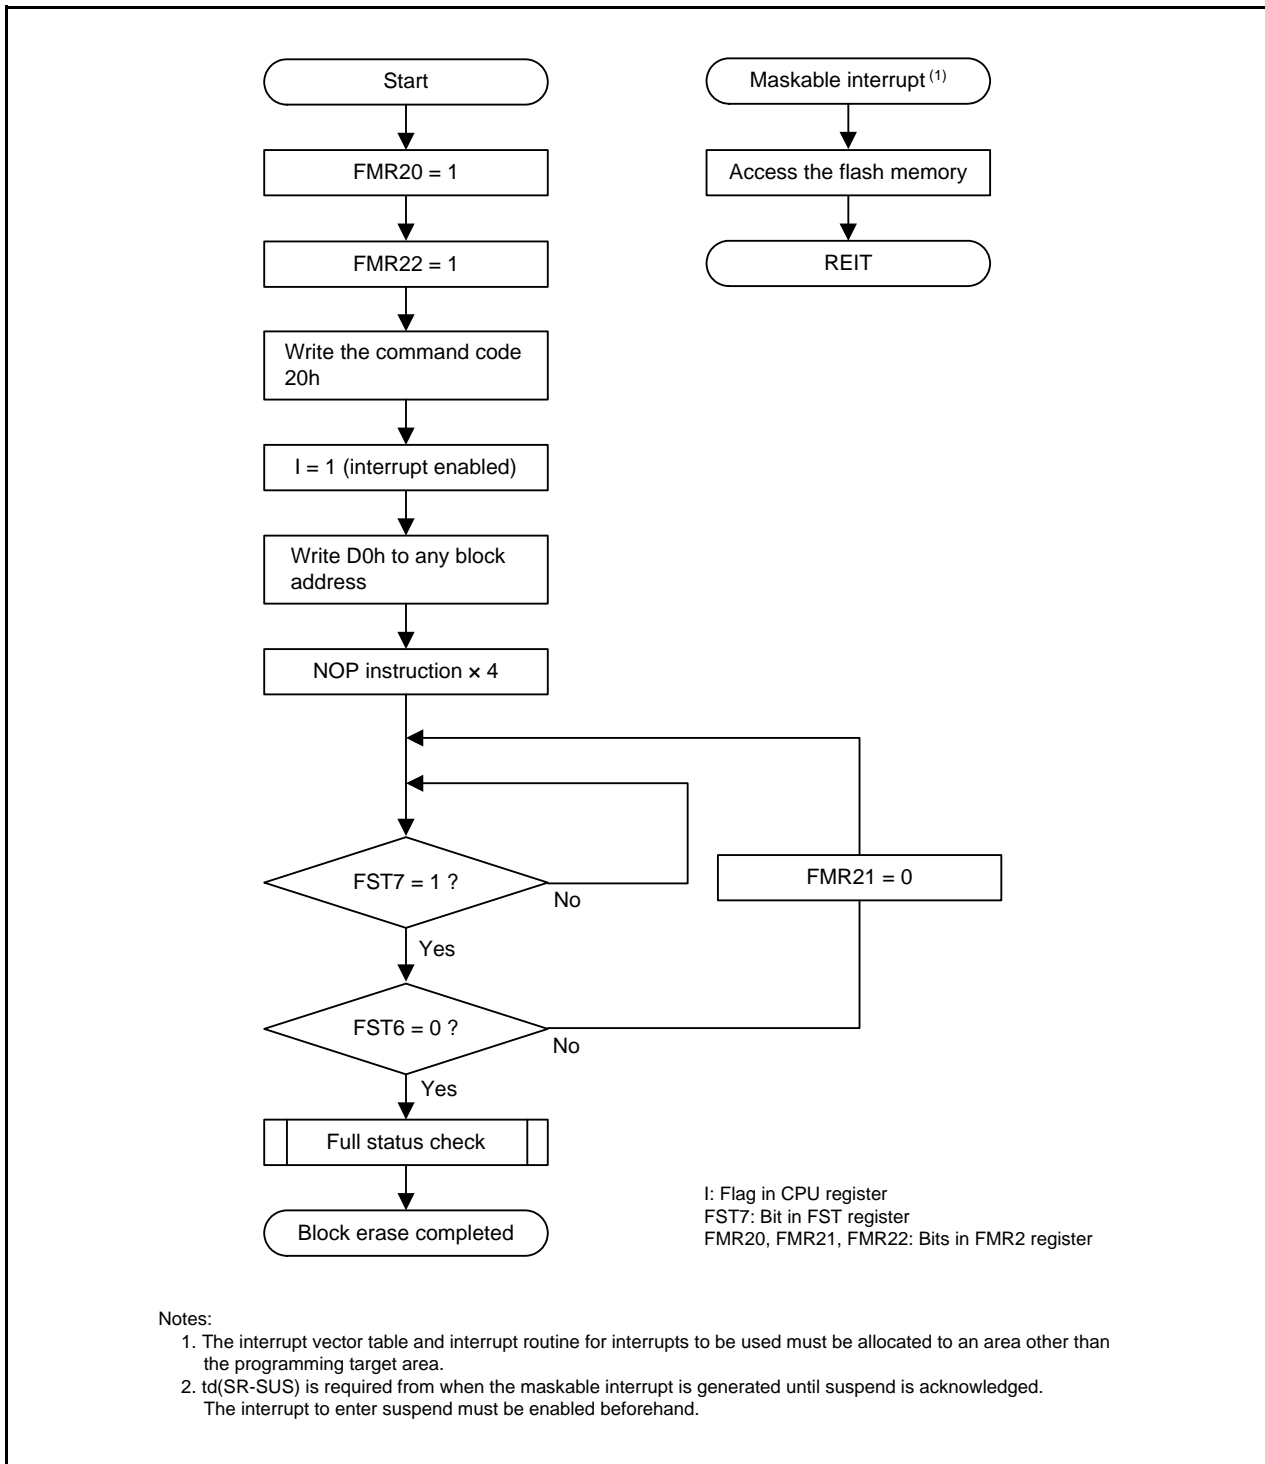 Start
FMR20 = 1
FMR22 = 1
Write the command code
20h
I = 1 (interrupt enabled)
Write D0h to any block
address
NOP instruction × 4
FST7 = 1 ?
No
Yes
FST6 = 0 ?
No
Yes
Full status check
Block erase completed
FMR21 = 0
Maskable interrupt (1)
Access the flash memory
REIT
I: Flag in CPU register
FST7: Bit in FST register
FMR20, FMR21, FMR22: Bits in FMR2 register
Notes:
1. The interrupt vector table and interrupt routine for interrupts to be used must be allocated to an area other than
the programming target area.
2. td(SR-SUS) is required from when the maskable interrupt is generated until suspend is acknowledged.
The interrupt to enter suspend must be enabled beforehand.